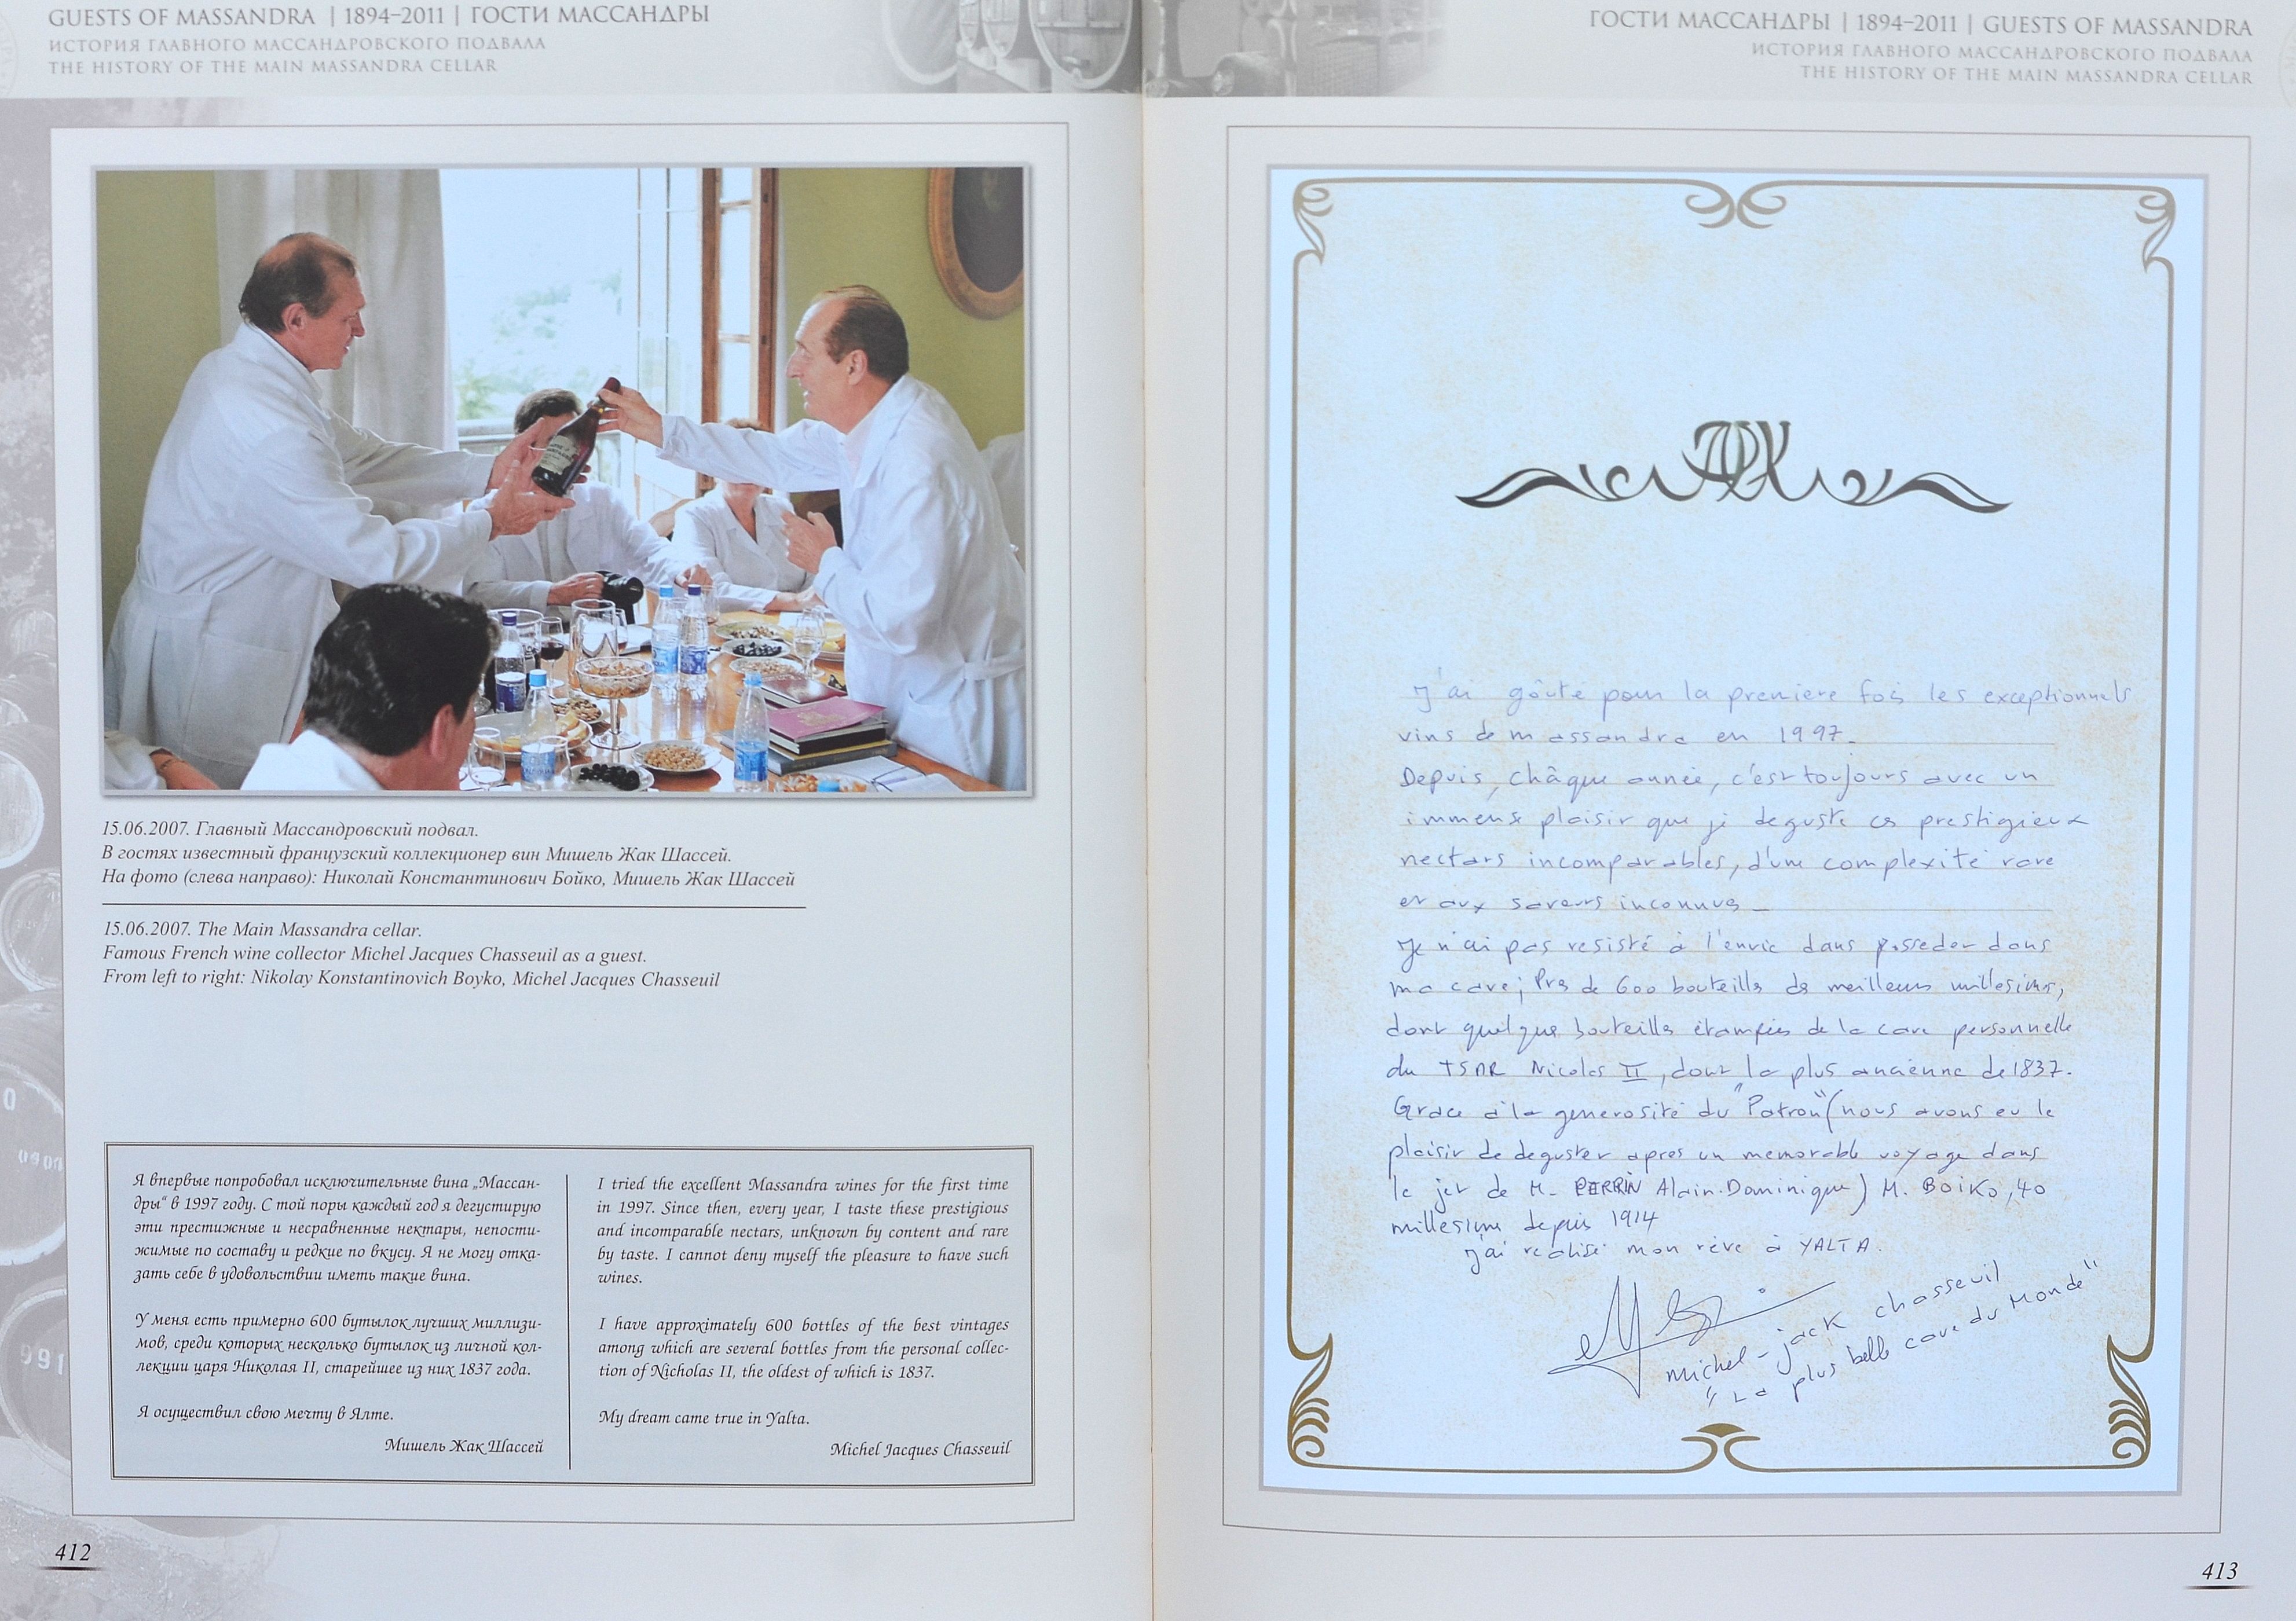 GUESTS OF MASSANDRA | 1894–2011 | ГОСТИ МАССАНДРЫ
ИСТОРИЯ ГЛАВНОГО МАССАНДРОВСКОГО ПОДВАЛА
THE HISTORY OF THE MAIN MASSANDRA CELLAR
15.06.2007. Главный Массандровский подвал.
В гостях известный французский коллекционер вин Мишель Жак Шассей.
На фото (слева направо): Николай Константинович Бойко, Мишель Жак Шассей
15.06.2007. The Main Massandra cellar.
Famous French wine collector Michel Jacques Chasseuil as a guest.
From left to right: Nikolay Konstantinovich Boyko, Michel Jacques Chasseuil
Я впервые попробовал исключительные вина „Массан-
дры“ в 1997 году. С той поры каждый год я дегустирую
эти престижные и несравненные нектары, непости-
жимые по составу и редкие по вкусу. Я не могу отка-
зать себе в удовольствии иметь такие вина.
У меня есть примерно 600 бутылок лучших миллизи-
мов, среди которых несколько бутылок из личной кол-
лекции царя Николая II, старейшее из них 1837 года.
Я осуществил свою мечту в Ялте.
Мишель Жак Шассей
I tried the excellent Massandra wines for the first time
in 1997. Since then, every year, I taste these prestigious
and incomparable nectars, unknown by content and rare
by taste. I cannot deny myself the pleasure to have such
wines.
I have approximately 600 bottles of the best vintages
among which are several bottles from the personal collec-
tion of Nicholas II, the oldest of which is 1837.
My dream came true in Yalta.
Michel Jacques Chasseuil
412
ГОСТИ МАССАНДРЫ | 1894–2011 | GUESTS OF MASSANDRA
ИСТОРИЯ ГЛАВНОГО МАССАНДРОВСКОГО ПОДВАЛА
THE HISTORY OF THE MAIN MASSANDRA CELLAR
J'ai goûté pour la première fois les exceptionnels
vins de massandra en 1997.
Depuis, châque année, c'est toujours avec un
immense plaisir que je deguste ces prestigieux
nectars incomparables, d'une complexité rare
et aux saveurs inconnues.
Je n'ai pas resisté à l'envie dans posseder dans
ma cave; Près de 600 bouteilles des meilleurs millesimes,
dont quelques bouteilles étampées de la cave personnelle
du TSAR Nicolas II, dont la plus ancienne de 1837.
Grace à la generosité du "Patron" (nous avons eu le
plaisir de deguster apres un memorable voyage dans
le jet de M. PERRIN Alain-Dominique) M. BOIKO, 40
millesime depuis 1914
J'ai realisé mon rêve à YALTA.
Michel-jack chasseuil
"La plus belle cave du Monde"
413